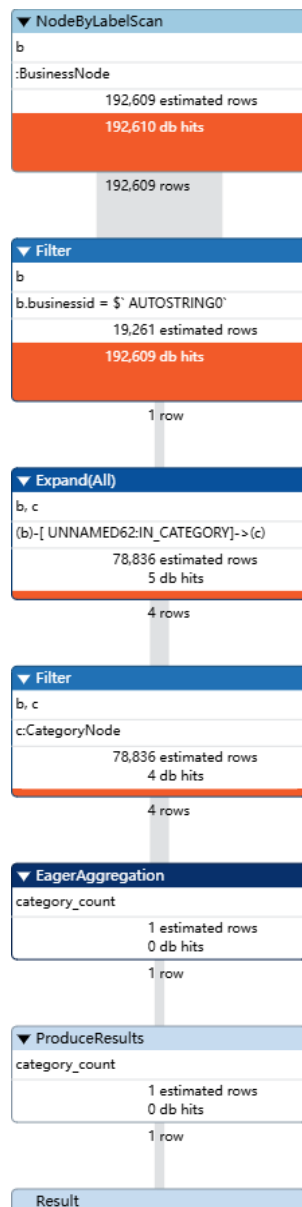 ▼ NodeByLabelScan
b
:BusinessNode
192,609 estimated rows
192,610 db hits
192,609 rows
▼ Filter
b
b.businessid = $` AUTOSTRING0`
19,261 estimated rows
192,609 db hits
1 row
▼ Expand(All)
b, c
(b)-[ UNNAMED62:IN_CATEGORY]->(c)
78,836 estimated rows
5 db hits
4 rows
▼ Filter
b, c
c:CategoryNode
78,836 estimated rows
4 db hits
4 rows
▼ EagerAggregation
category_count
1 estimated rows
0 db hits
1 row
▼ ProduceResults
category_count
1 estimated rows
0 db hits
1 row
Result